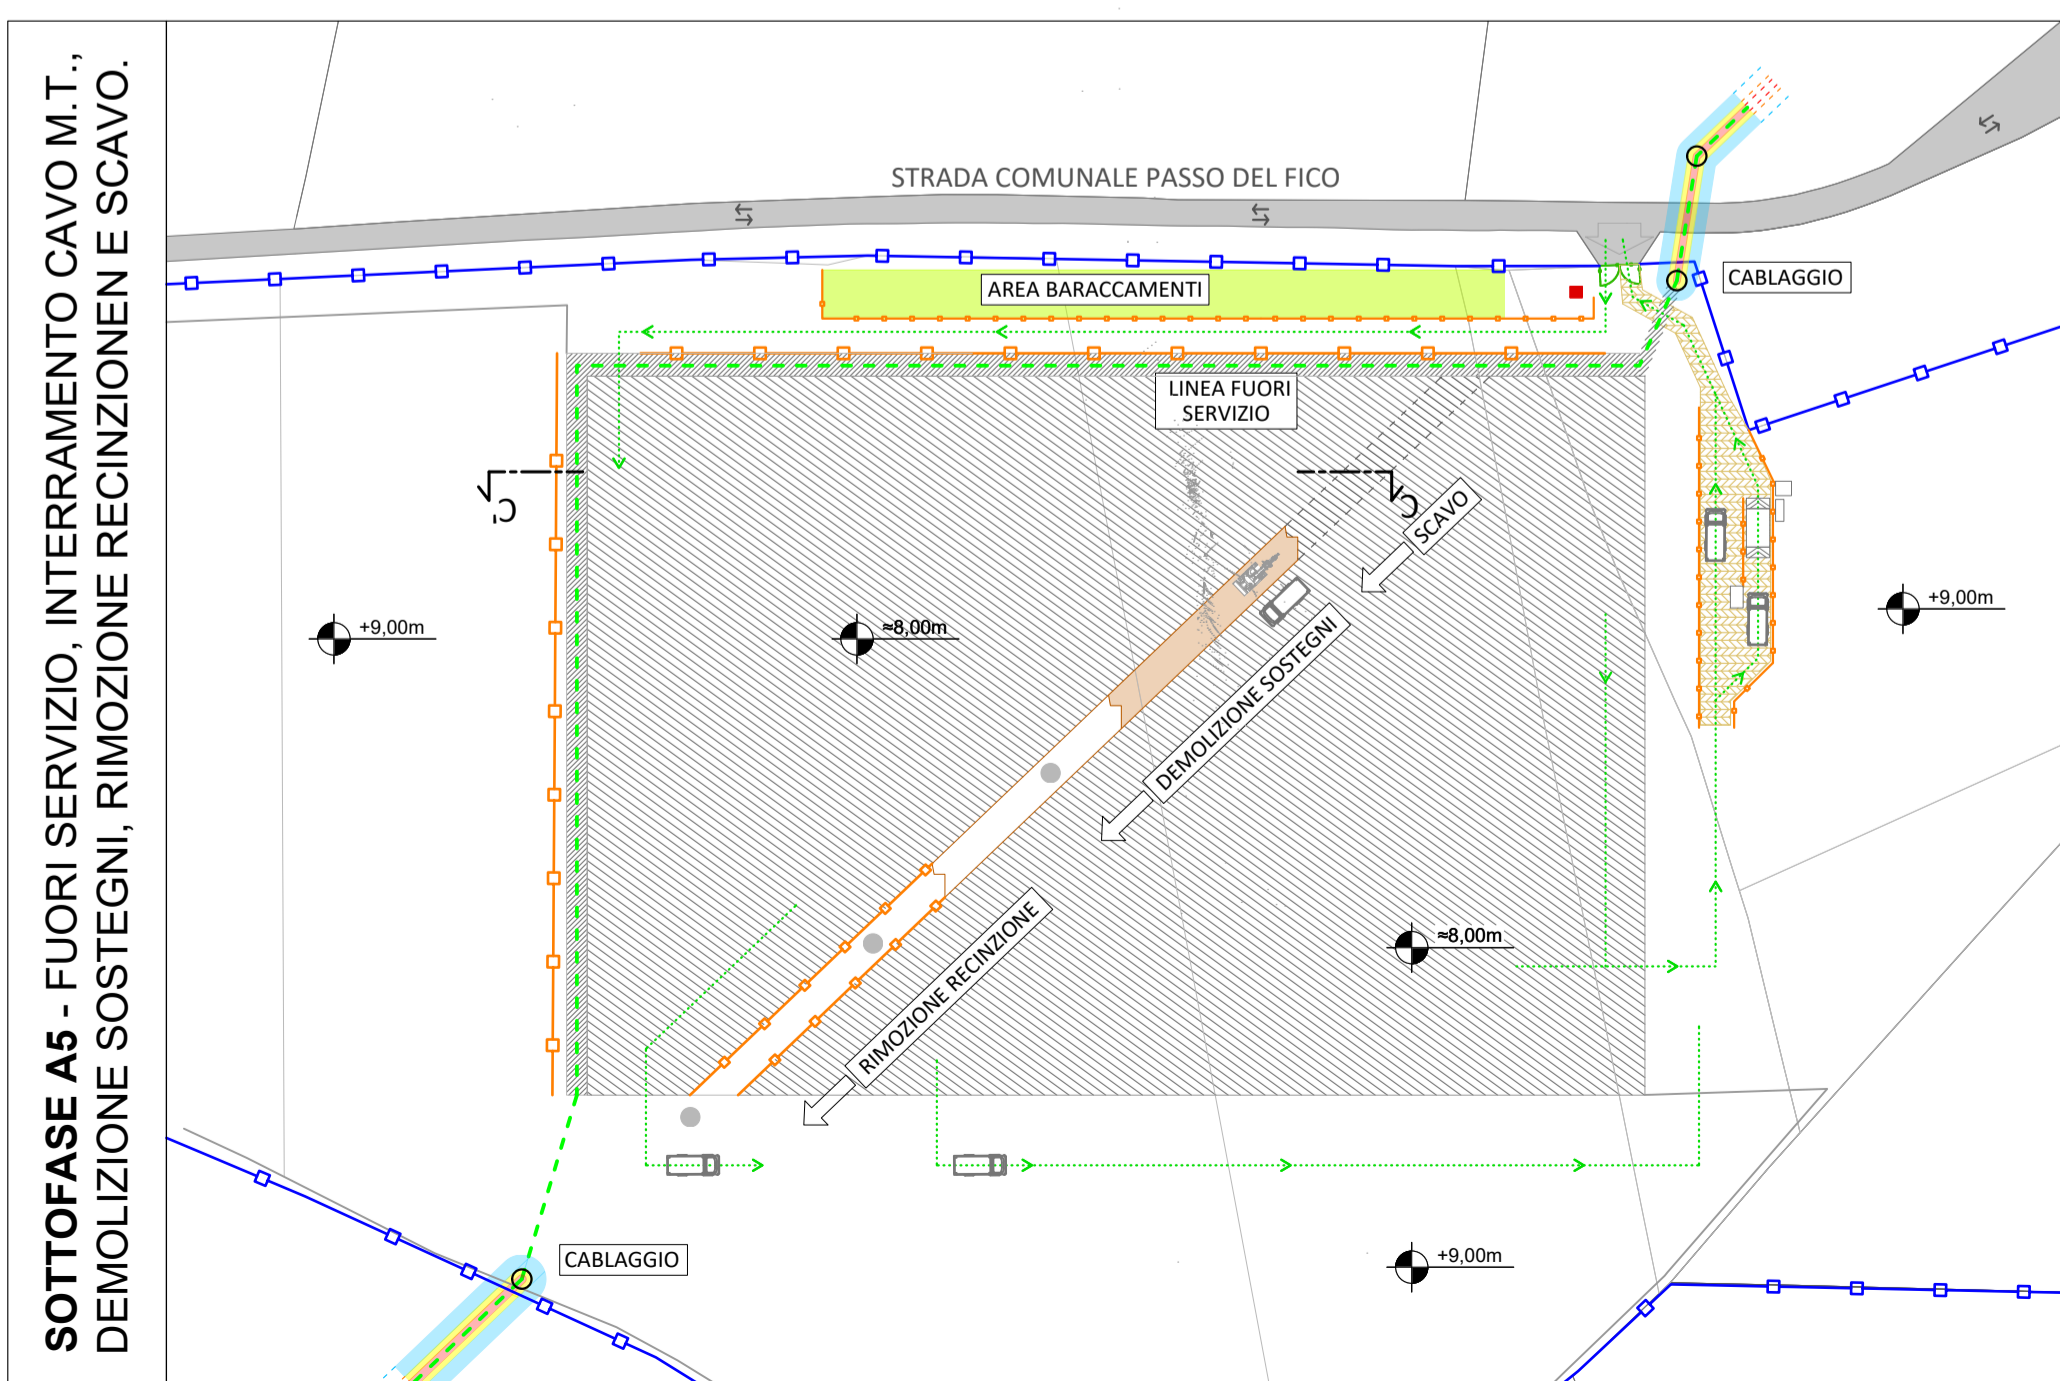 SOTTOFASE A5 - FUORI SERVIZIO, INTERRAMENTO CAVO M.T.,
DEMOLIZIONE SOSTEGNI, RIMOZIONE RECINZIONEN E SCAVO.
STRADA COMUNALE PASSO DEL FICO
AREA BARACCAMENTI
CABLAGGIO
LINEA FUORI
SERVIZIO
C'
C'
SCAVO
+9,00m
≈8,00m
+9,00m
DEMOLIZIONE SOSTEGNI
RIMOZIONE RECINZIONE
≈8,00m
CABLAGGIO
+9,00m